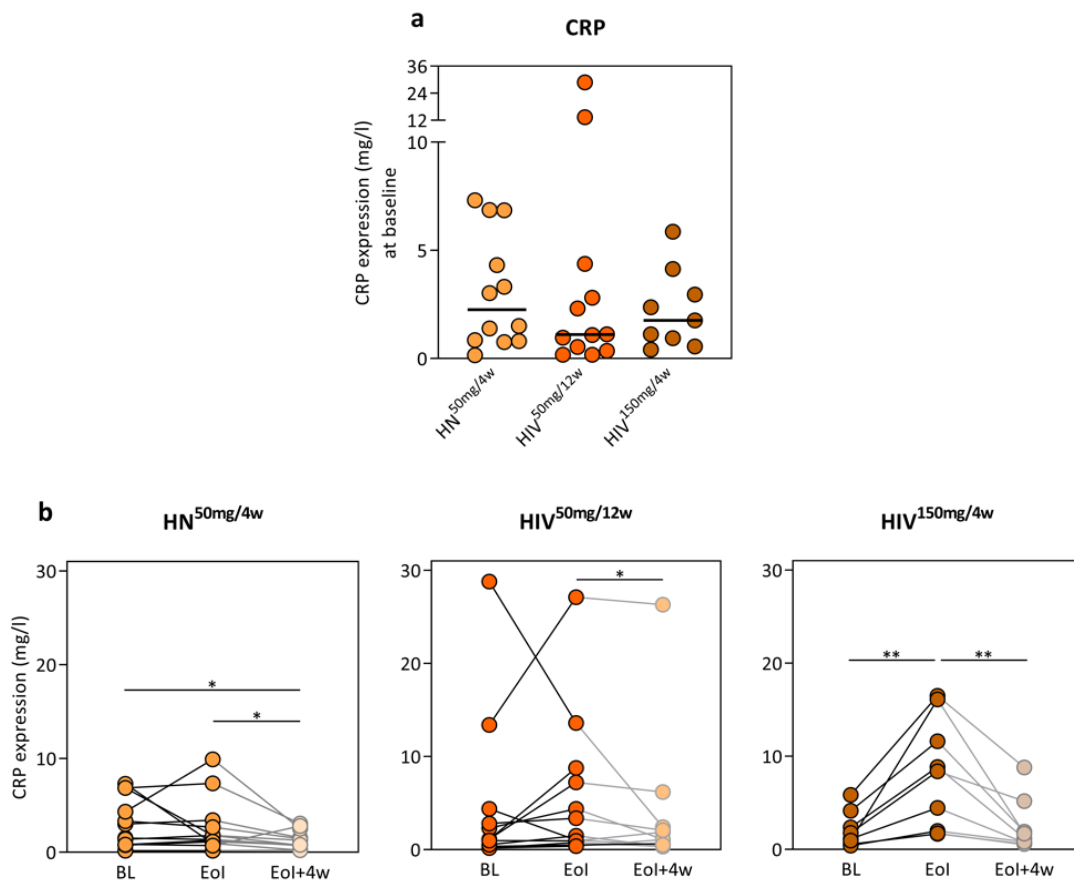 a
CRP
CRP expression (mg/l)
at baseline
36
24
12
10
5
0
HN50mg/4w
HIV50mg/12w
HIV150mg/4w
b
HN50mg/4w
HIV50mg/12w
HIV150mg/4w
CRP expression (mg/l)
30
20
10
0
*
*
BL
EoI
EoI+4w
30
20
10
0
*
BL
EoI
EoI+4w
30
20
10
0
**
**
BL
EoI
EoI+4w